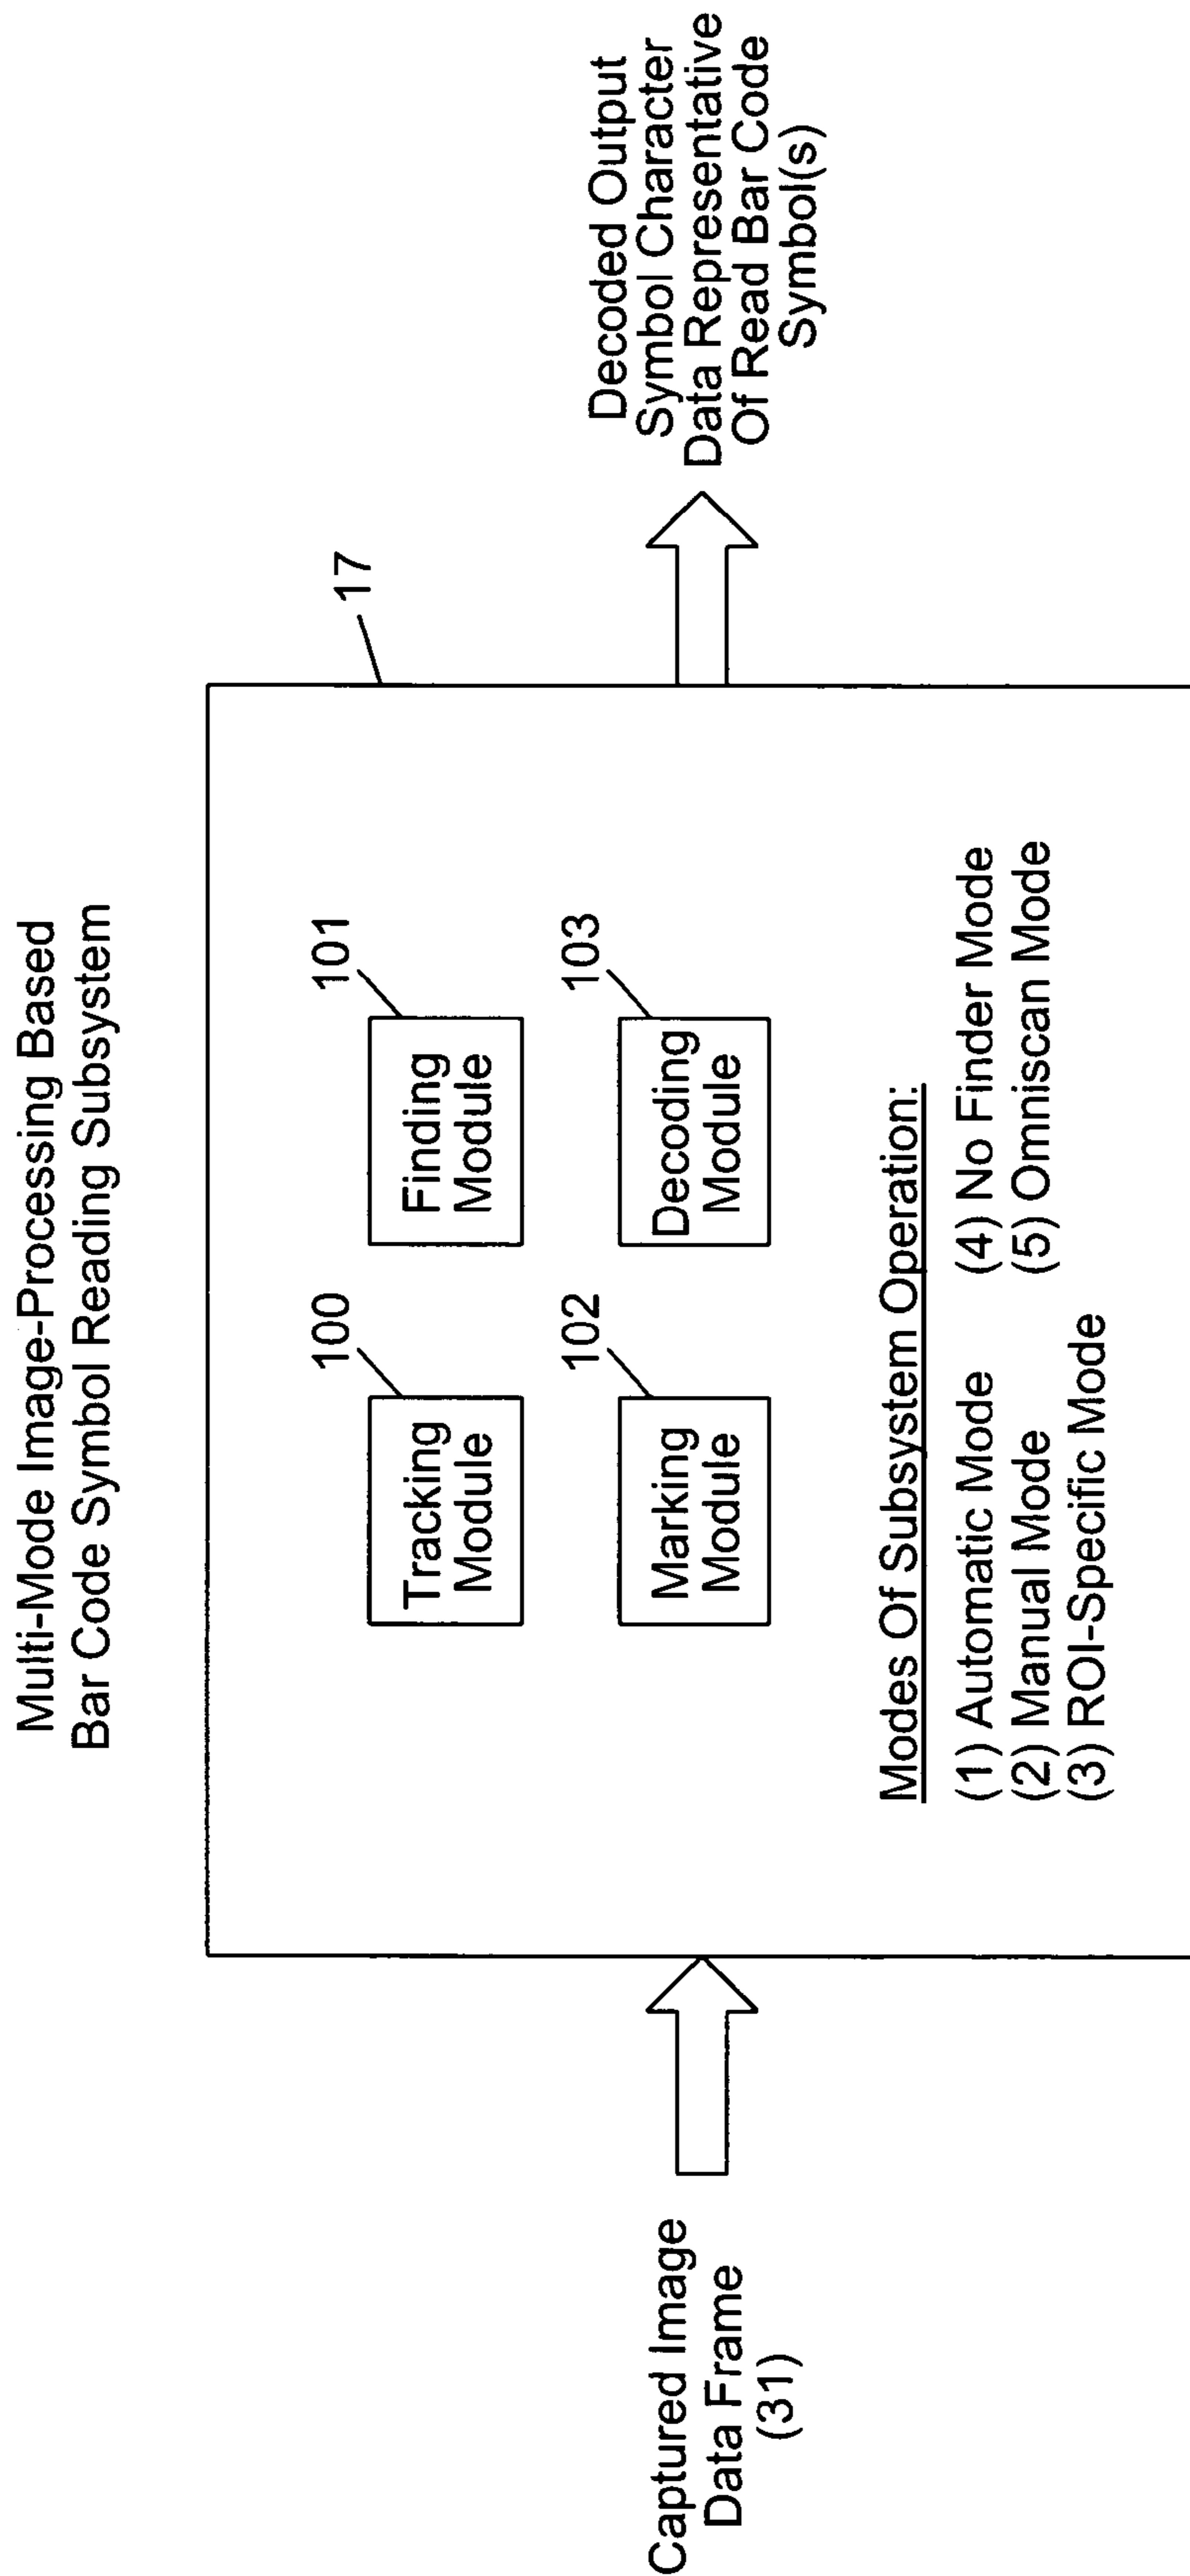 Multi-Mode Image-Processing Based
Bar Code Symbol Reading Subsystem
17
100
101
Tracking
Module
Finding
Module
102
103
Marking
Module
Decoding
Module
Captured Image
Data Frame
(31)
Decoded Output
Symbol Character
Data Representative
Of Read Bar Code
Symbol(s)
Modes Of Subsystem Operation:
(1) Automatic Mode
(2) Manual Mode
(3) ROI-Specific Mode
(4) No Finder Mode
(5) Omniscan Mode